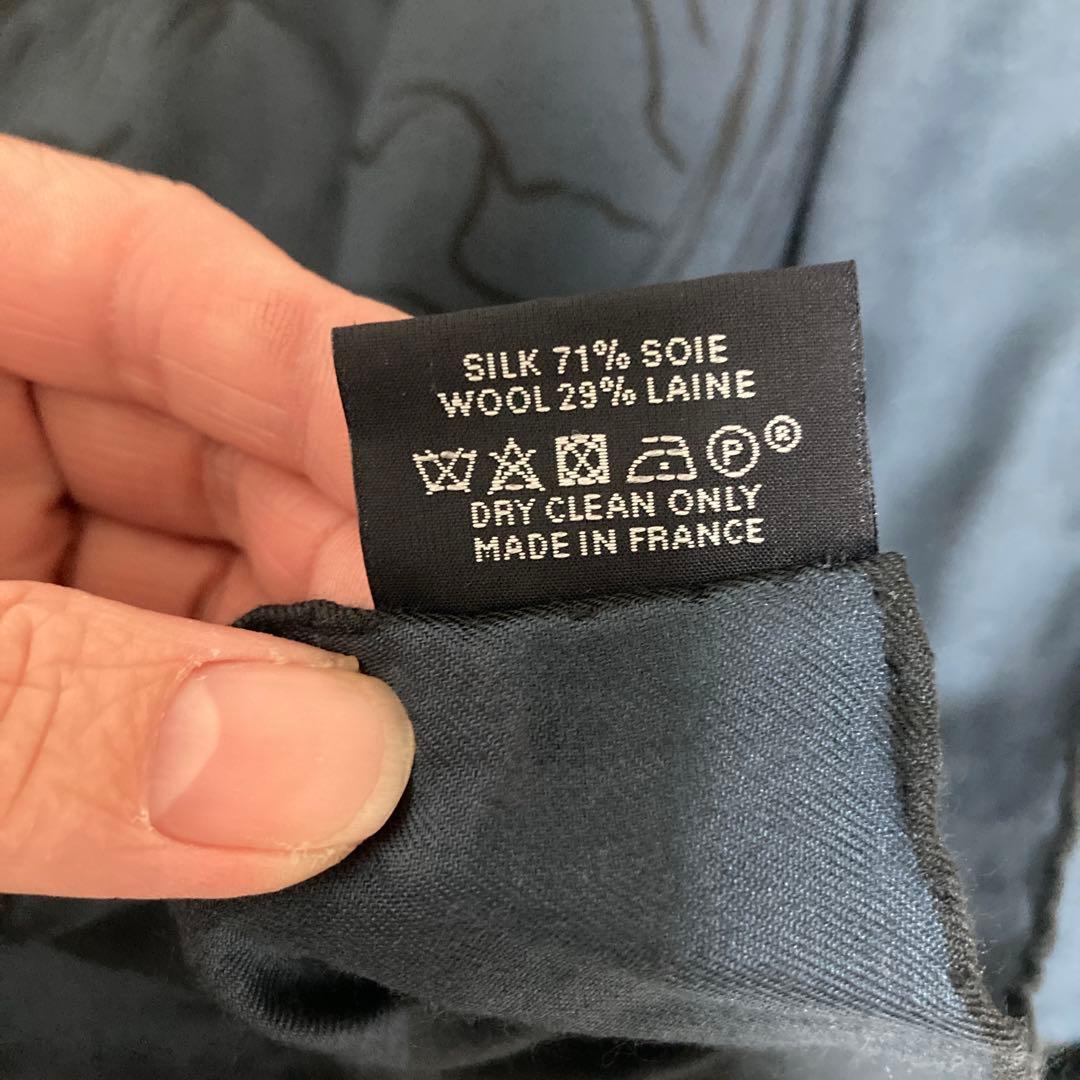 SILK 71% SOIE
WOOL 29% LAINE
P ®
DRY CLEAN ONLY
MADE IN FRANCE